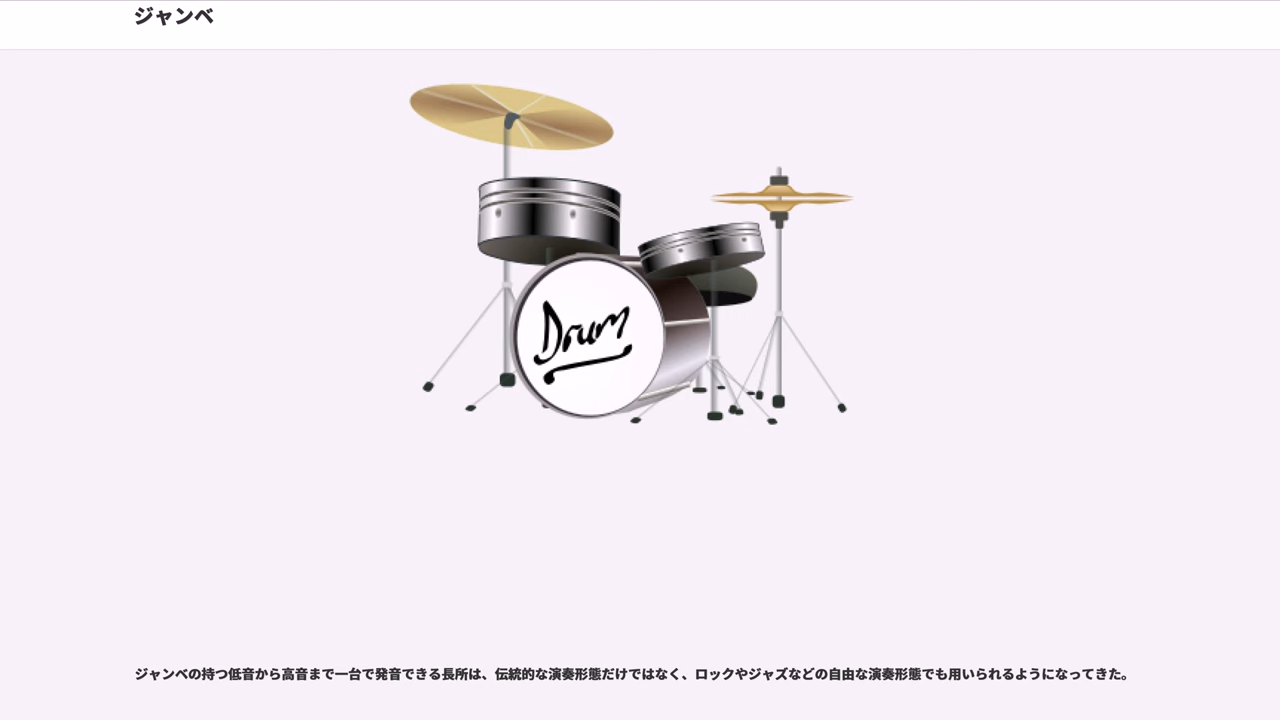 ジャンベ
Drum
ジャンベの持つ低音から高音まで一台で発音できる長所は、伝統的な演奏形態だけではなく、ロックやジャズなどの自由な演奏形態でも用いられるようになってきた。